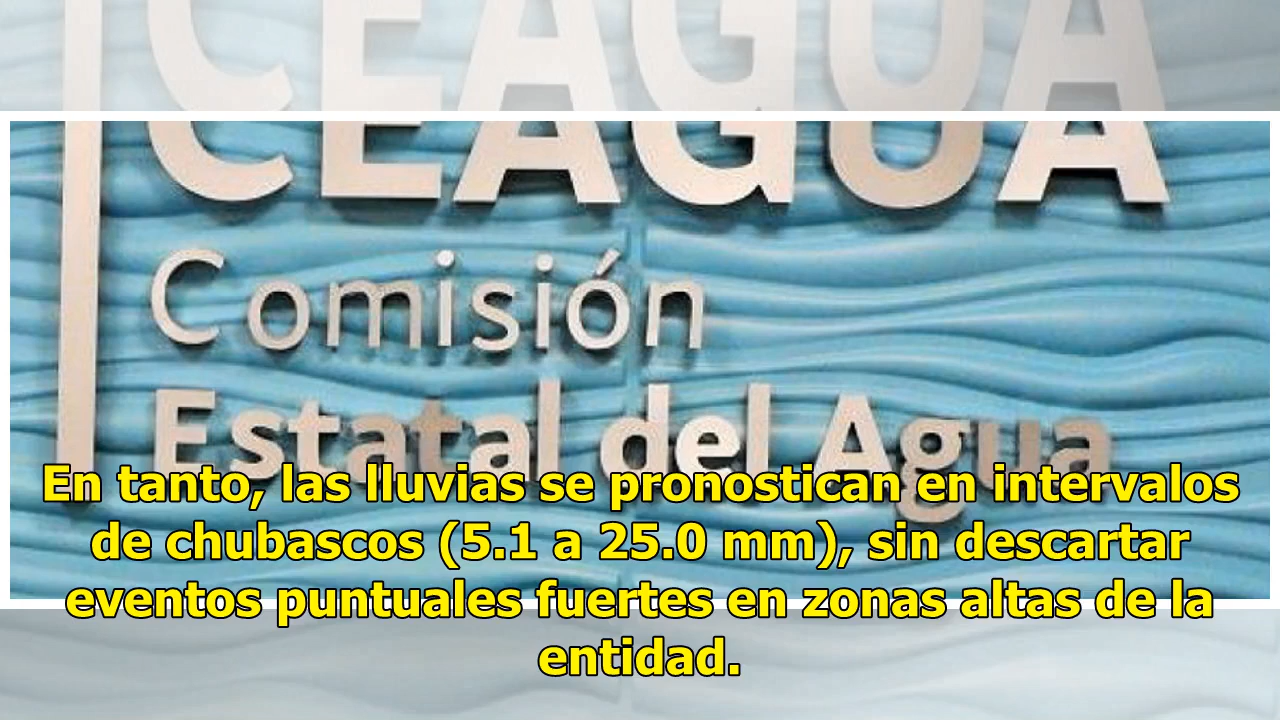 CEAGUA
Comisión
Estatal del Agua
En tanto, las lluvias se pronostican en intervalos
de chubascos (5.1 a 25.0 mm), sin descartar
eventos puntuales fuertes en zonas altas de la
entidad.